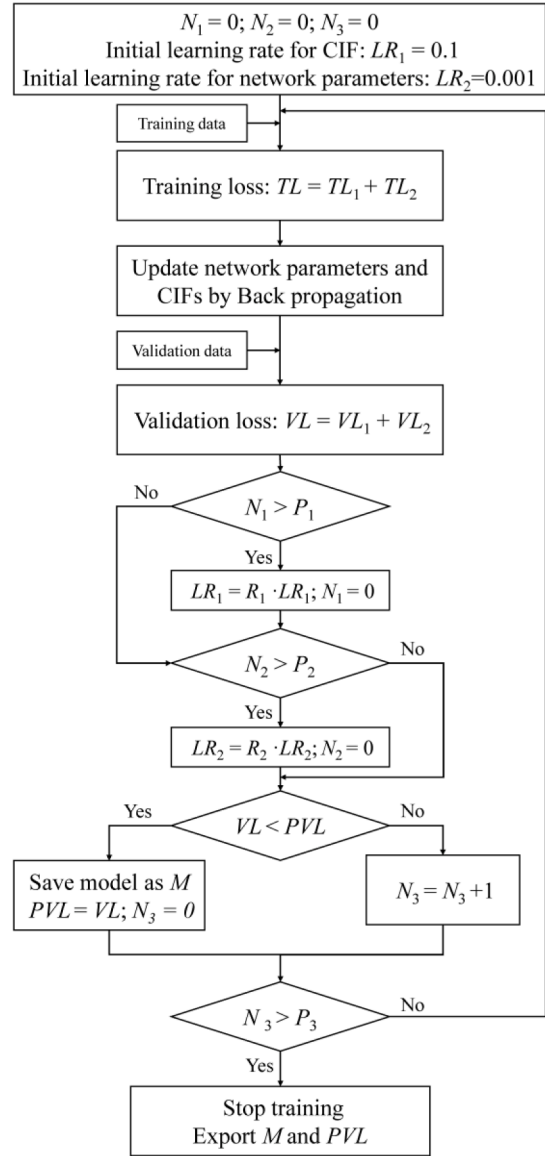 N₁ = 0; N₂ = 0; N₃ = 0
Initial learning rate for CIF: LR₁ = 0.1
Initial learning rate for network parameters: LR₂=0.001
Training data
Training loss: TL = TL₁ + TL₂
Update network parameters and
CIFs by Back propagation
Validation data
Validation loss: VL = VL₁ + VL₂
No
N₁ > P₁
Yes
LR₁ = R₁ ·LR₁; N₁ = 0
N₂ > P₂
No
Yes
LR₂ = R₂ ·LR₂; N₂ = 0
Yes
VL < PVL
No
Save model as M
PVL = VL; N₃ = 0
N₃ = N₃ +1
N₃ > P₃
No
Yes
Stop training
Export M and PVL